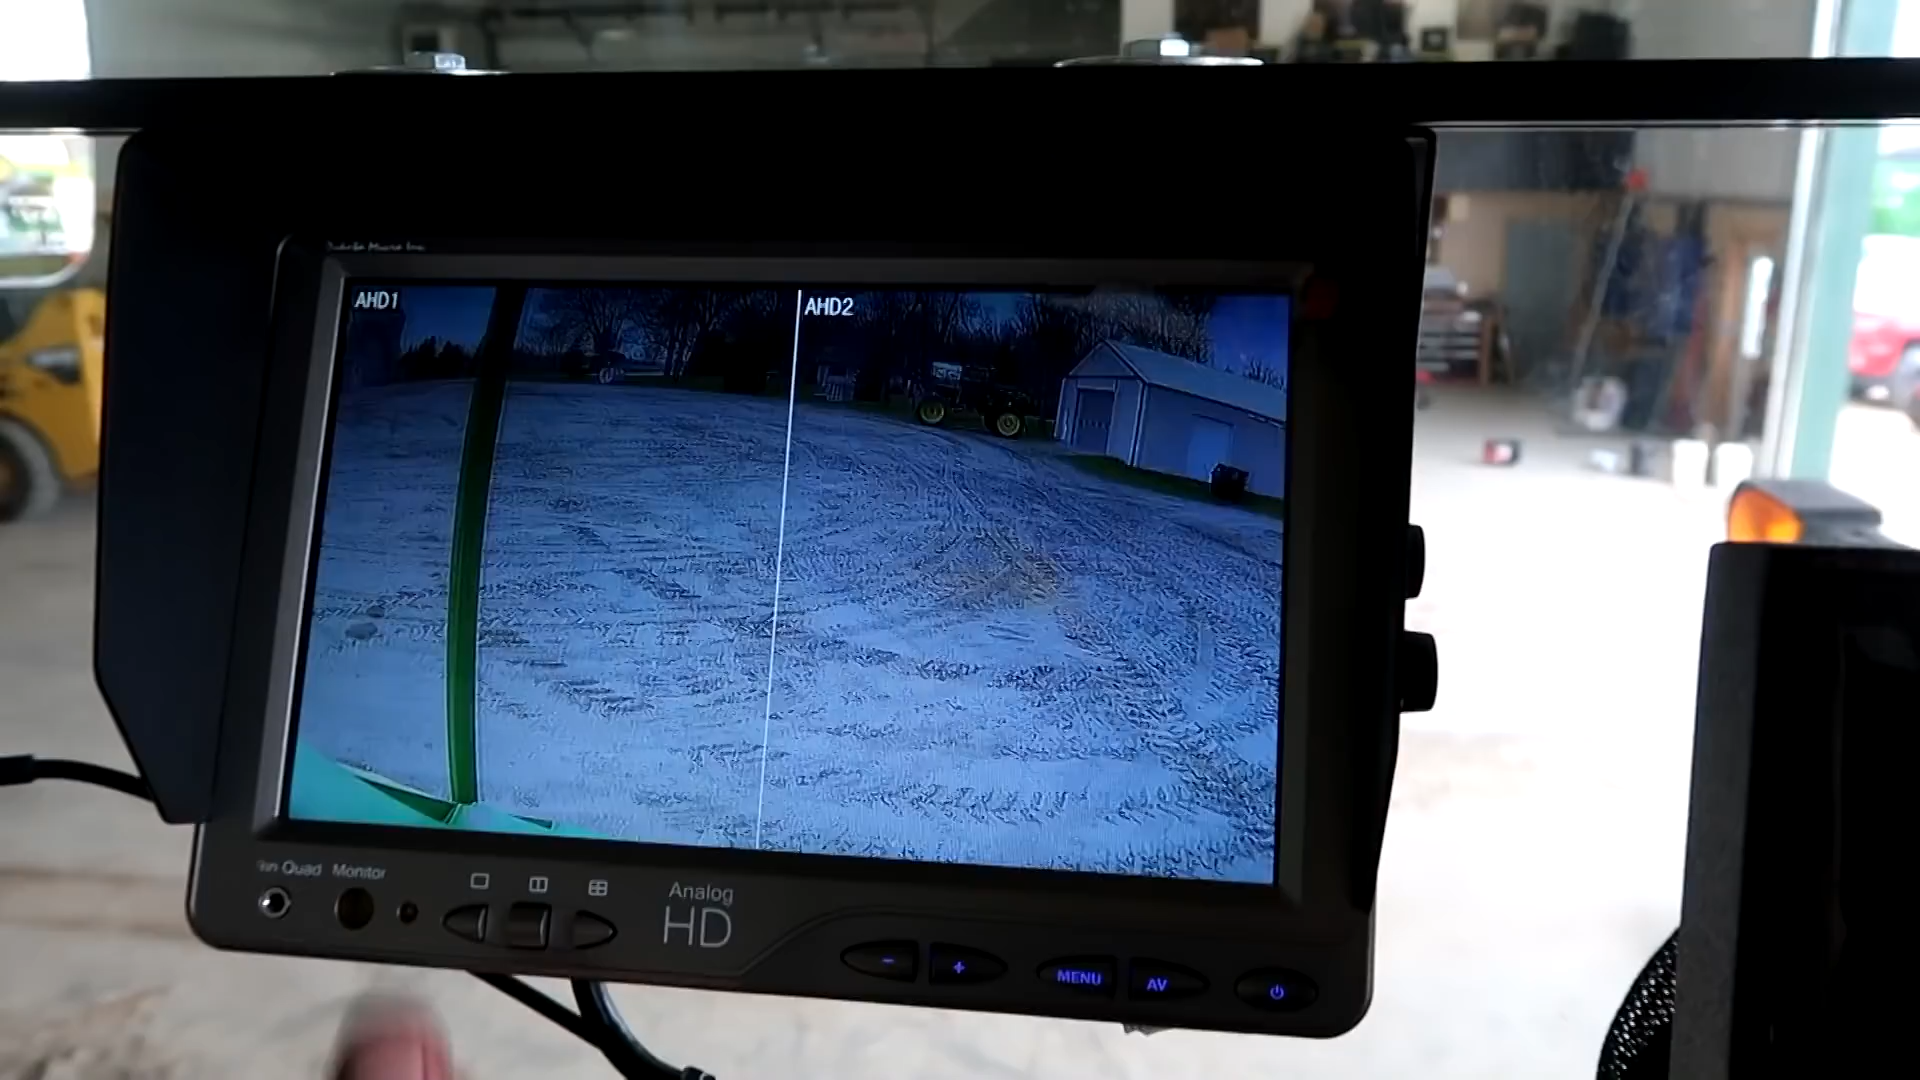 AHD1
AHD2
Quad Monitor
Analog
HD
- +
MENU
AV